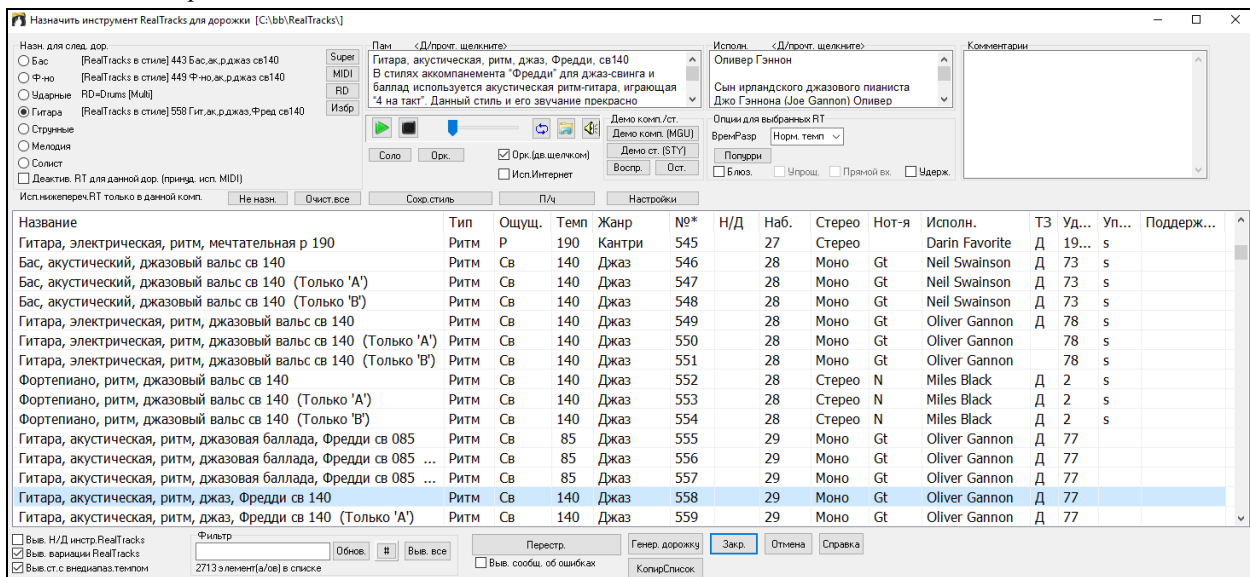 Назначить инструмент RealTracks для дорожки [C:\bb\RealTracks\]
Назн. для след. дор.
Бас [RealTracks в стиле] 443 Бас,ак,р,джаз св140
Ф-но [RealTracks в стиле] 449 Ф-но,ак,р,джаз св140
Ударные RD=Drums [Multi]
Гитара [RealTracks в стиле] 558 Гит,ак,р,джаз,Фред св140
Струнные
Мелодия
Солист
Деактив. RT для данной дор. (принуд. исп. MIDI)
Super
MIDI
RD
Избр
Пам <Д/прочт. щелкните>
Гитара, акустическая, ритм, джаз, Фредди, св140
В стилях аккомпанемента "Фредди" для джаз-свинга и
баллад используется акустическая ритм-гитара, играющая
"4 на такт". Данный стиль и его звучание прекрасно
Соло Орк. Орк.(дв.щелчком)
Исп.Интернет
Демо комп./ст.
Демо комп. (MGU)
Демо ст. (STY)
Воспр. Ост.
Исполн. <Д/прочт. щелкните>
Оливер Гэннон
Сын ирландского джазового пианиста
Джо Гэннона (Joe Gannon) Оливер
Опции для выбранных RT
ВремРазр Норм. темп
Попурри
Блюз. Упрощ. Прямой вх. Удерж.
Комментарии
Исп.нижепереч.RT только в данной комп. Не назн. Очист.все Сохр.стиль П/ч Настройки
Название Тип Ощущ. Темп Жанр №* Н/Д Наб. Стерео Нот-я Исполн. ТЗ Уд... Уп... Поддерж...
Гитара, электрическая, ритм, мечтательная р 190 Ритм Р 190 Кантри 545 27 Стерео Darin Favorite Д 19... s
Бас, акустический, джазовый вальс св 140 Ритм Св 140 Джаз 546 28 Моно Gt Neil Swainson Д 73 s
Бас, акустический, джазовый вальс св 140 (Только 'A') Ритм Св 140 Джаз 547 28 Моно Gt Neil Swainson Д 73 s
Бас, акустический, джазовый вальс св 140 (Только 'B') Ритм Св 140 Джаз 548 28 Моно Gt Neil Swainson Д 73 s
Гитара, электрическая, ритм, джазовый вальс св 140 Ритм Св 140 Джаз 549 28 Моно Gt Oliver Gannon Д 78 s
Гитара, электрическая, ритм, джазовый вальс св 140 (Только 'A') Ритм Св 140 Джаз 550 28 Моно Gt Oliver Gannon 78 s
Гитара, электрическая, ритм, джазовый вальс св 140 (Только 'B') Ритм Св 140 Джаз 551 28 Моно Gt Oliver Gannon 78 s
Фортепиано, ритм, джазовый вальс св 140 Ритм Св 140 Джаз 552 28 Стерео N Miles Black Д 2 s
Фортепиано, ритм, джазовый вальс св 140 (Только 'A') Ритм Св 140 Джаз 553 28 Стерео N Miles Black Д 2 s
Фортепиано, ритм, джазовый вальс св 140 (Только 'B') Ритм Св 140 Джаз 554 28 Стерео N Miles Black Д 2 s
Гитара, акустическая, ритм, джазовая баллада, Фредди св 085 Ритм Св 85 Джаз 555 29 Моно Gt Oliver Gannon Д 77
Гитара, акустическая, ритм, джазовая баллада, Фредди св 085 ... Ритм Св 85 Джаз 556 29 Моно Gt Oliver Gannon Д 77
Гитара, акустическая, ритм, джазовая баллада, Фредди св 085 ... Ритм Св 85 Джаз 557 29 Моно Gt Oliver Gannon Д 77
Гитара, акустическая, ритм, джаз, Фредди св 140 Ритм Св 140 Джаз 558 29 Моно Gt Oliver Gannon Д 77
Гитара, акустическая, ритм, джаз, Фредди св 140 (Только 'A') Ритм Св 140 Джаз 559 29 Моно Gt Oliver Gannon Д 77
Выв. Н/Д инстр.RealTracks
Выв. вариации RealTracks
Выв.ст.с внедиапаз.темпом
Фильтр
Обнов. # Выв. все
2713 элемент(а/ов) в списке
Перестр.
Выв. сообщ. об ошибках
Генер. дорожку Закр. Отмена Справка
КопирСписок